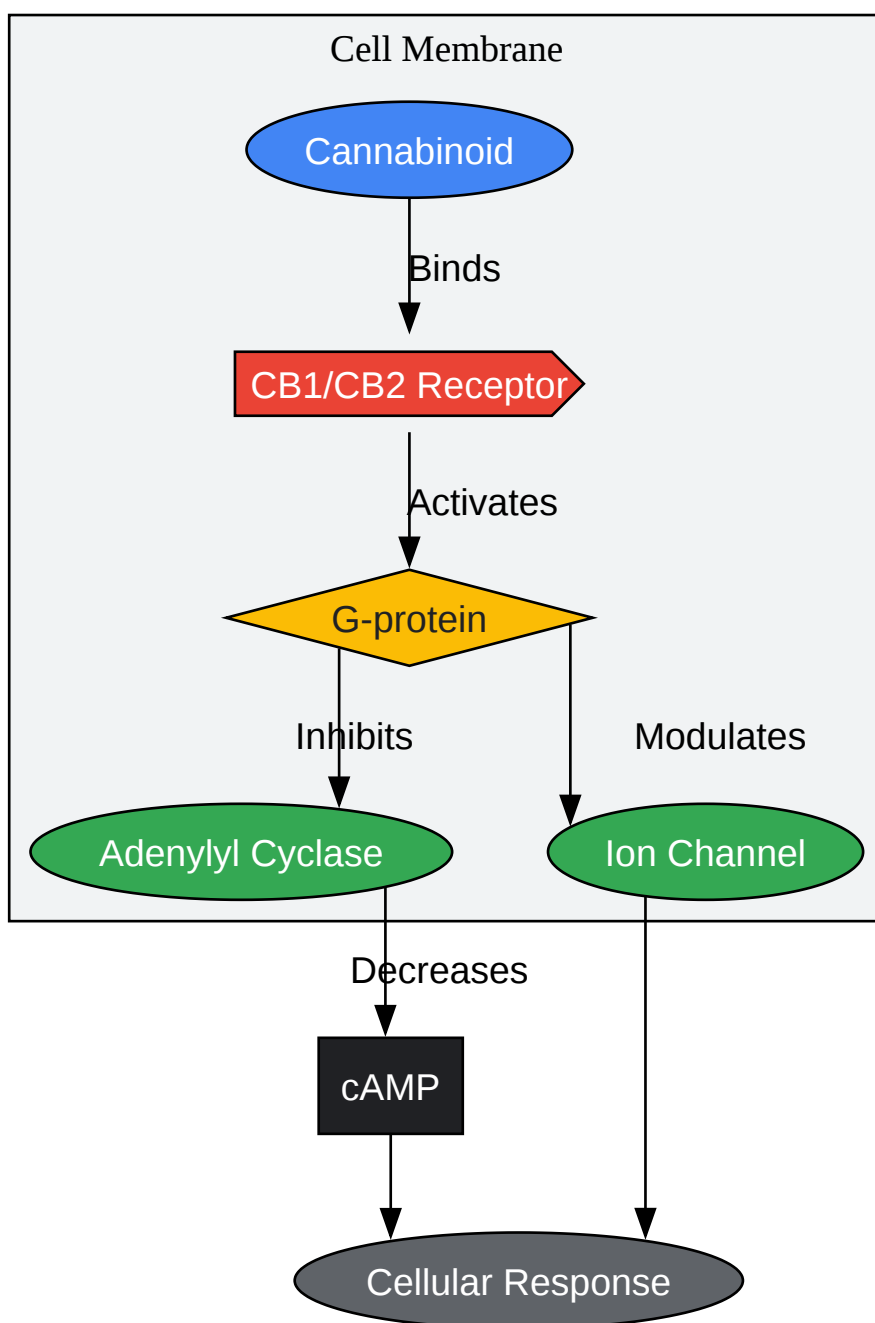 Cell Membrane
Cannabinoid
Binds
CB1/CB2 Receptor
Activates
G-protein
Inhibits
Modulates
Adenylyl Cyclase
Ion Channel
Decreases
cAMP
Cellular Response